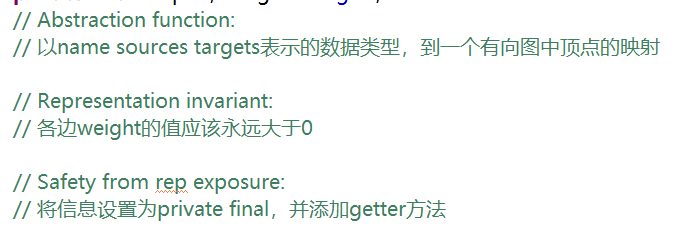 // Abstraction function:
// 以name sources targets表示的数据类型，到一个有向图中顶点的映射
// Representation invariant:
// 各边weight的值应该永远大于0
// Safety from rep exposure:
// 将信息设置为private final，并添加getter方法